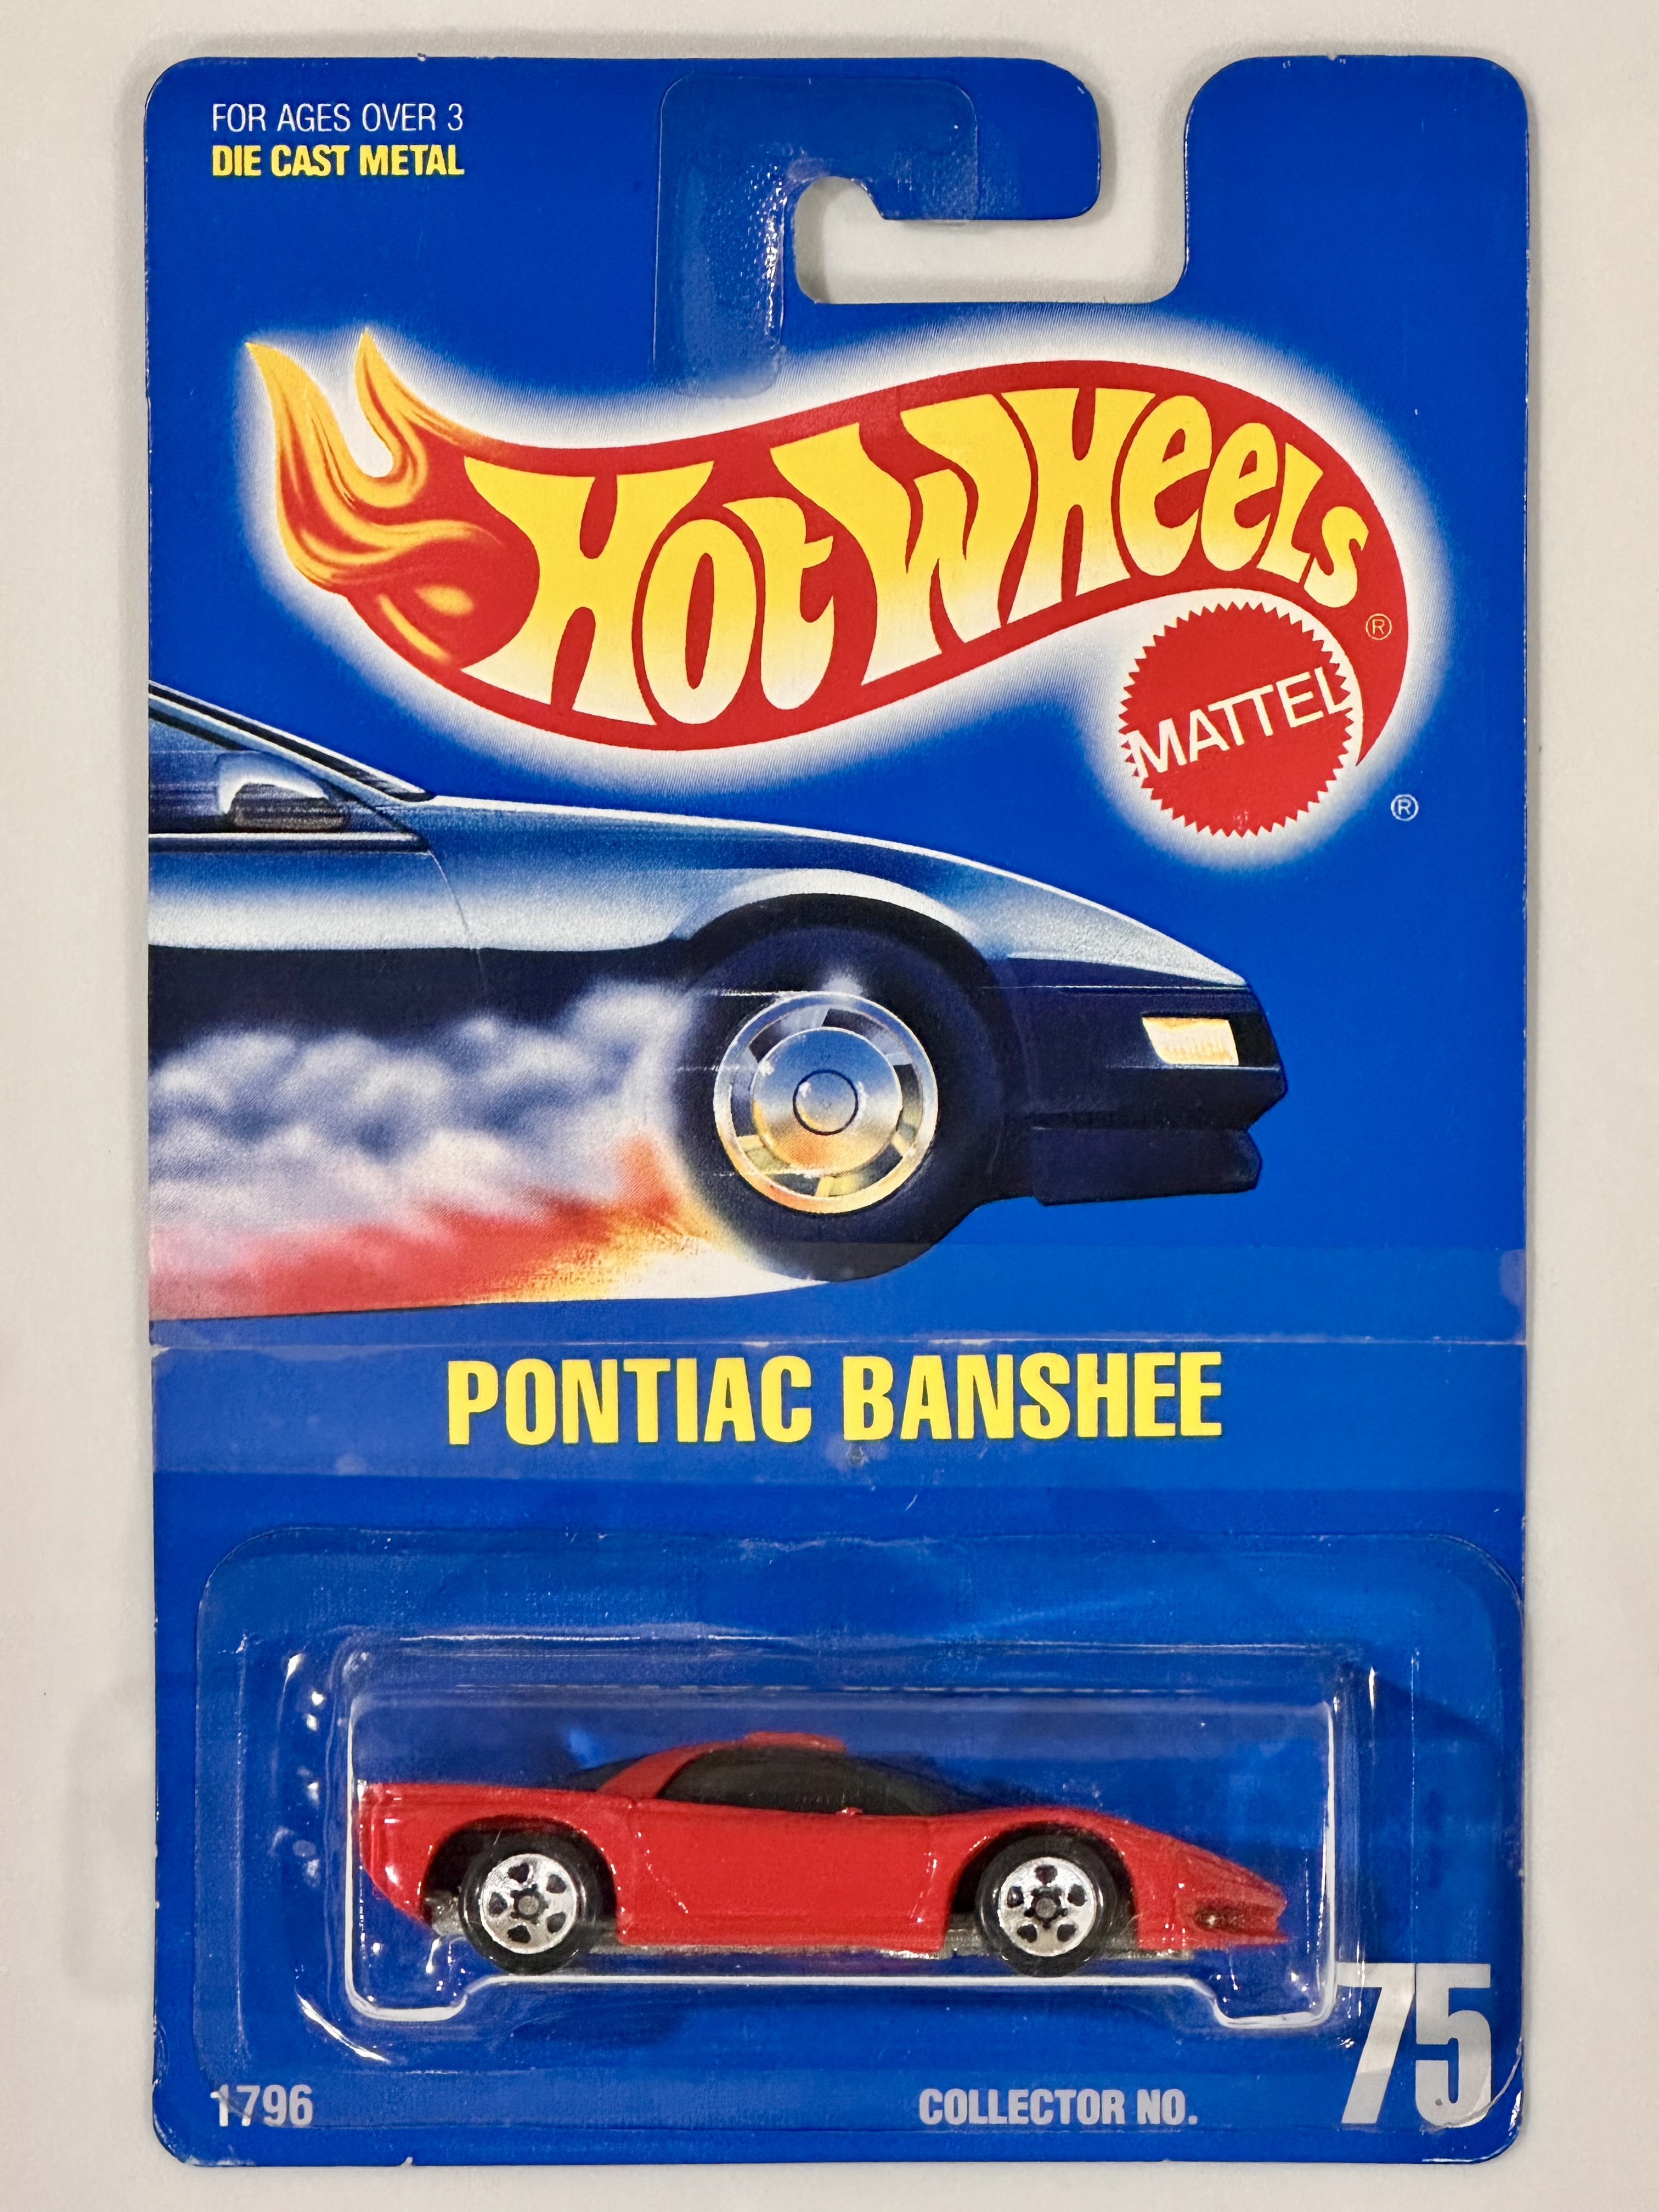 FOR AGES OVER 3
DIE CAST METAL
HOT WHEELS ®
MATTEL
®
PONTIAC BANSHEE
1796
COLLECTOR NO. 75